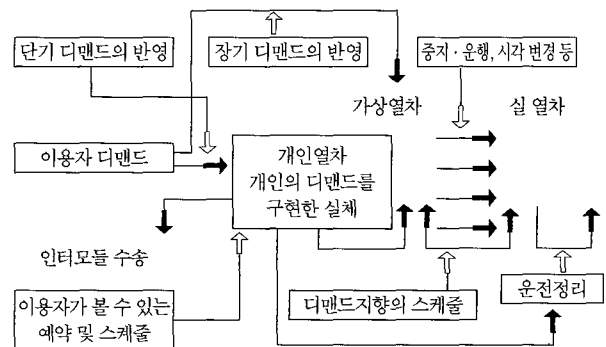 단기 디맨드의 반영
장기 디맨드의 반영
중지·운행, 시각 변경 등
가상열차
실 열차
이용자 디맨드
개인열차
개인의 디맨드를
구현한 실체
인터모들 수송
이용자가 볼 수 있는
예약 및 스케줄
디맨드지향의 스케줄
운전정리